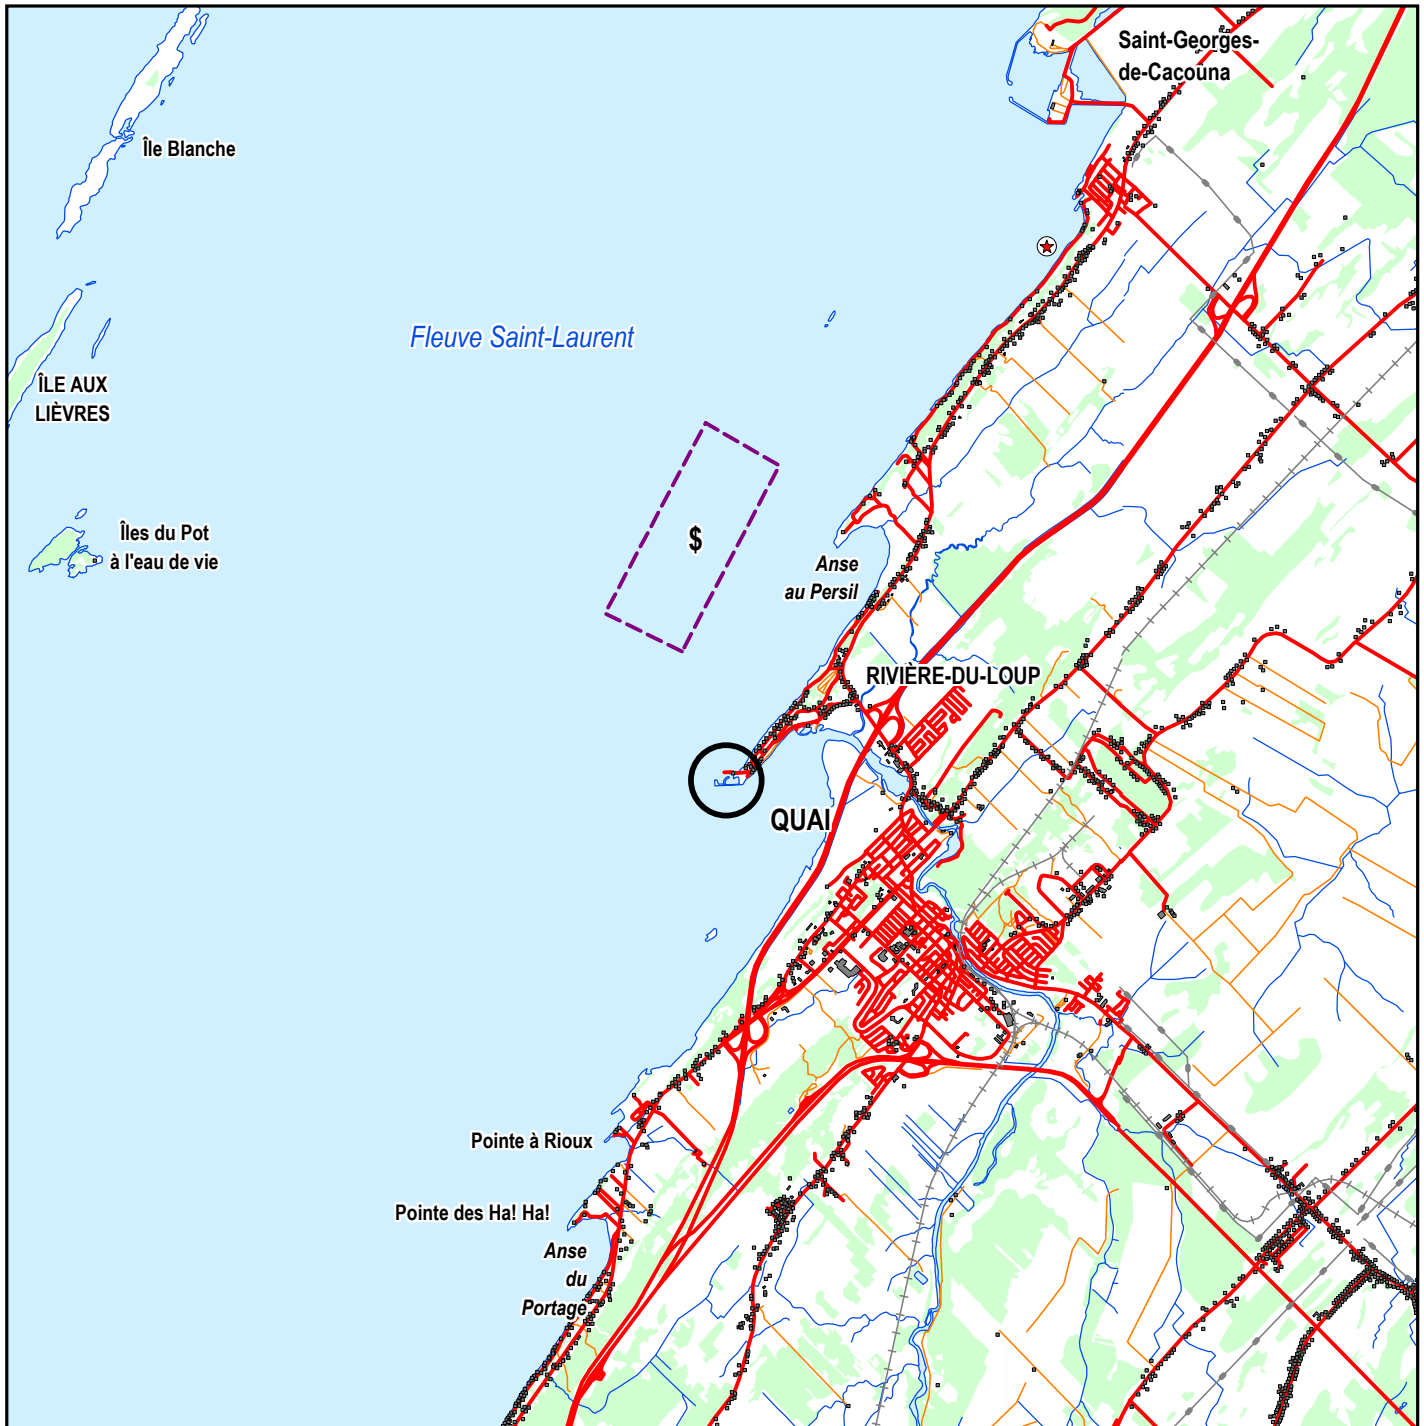 Saint-Georges-
de-Cacouna
Île Blanche
Fleuve Saint-Laurent
ÎLE AUX
LIÈVRES
Îles du Pot
à l'eau de vie
$
Anse
au Persil
RIVIÈRE-DU-LOUP
QUAI
Pointe à Rioux
Pointe des Ha! Ha!
Anse
du
Portage